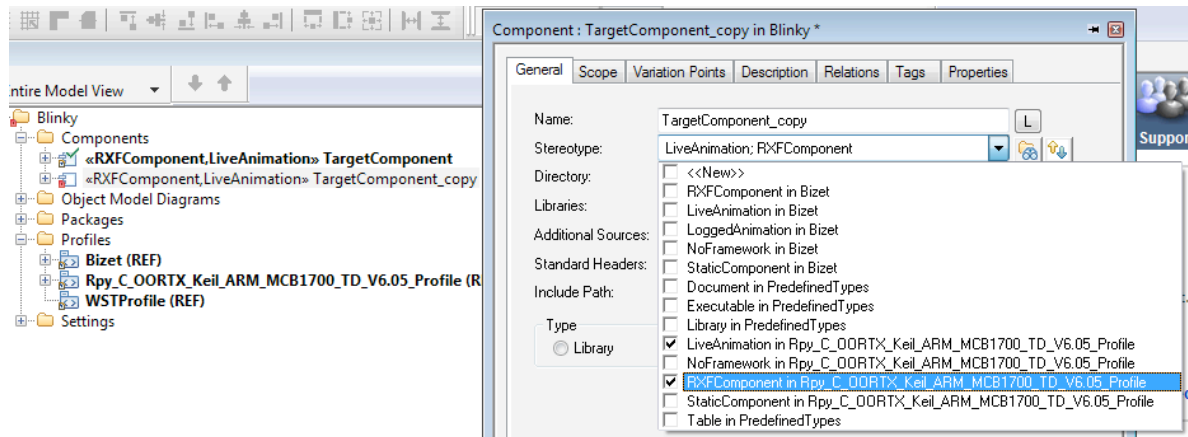 Component : TargetComponent_copy in Blinky *
General Scope Variation Points Description Relations Tags Properties
ntire Model View
Blinky
Components
«RXFComponent,LiveAnimation» TargetComponent
«RXFComponent,LiveAnimation» TargetComponent_copy
Object Model Diagrams
Packages
Profiles
Bizet (REF)
Rpy_C_OORTX_Keil_ARM_MCB1700_TD_V6.05_Profile (R
WSTProfile (REF)
Settings
Name: TargetComponent_copy L
Stereotype: LiveAnimation; RXFComponent
Directory:
Libraries:
Additional Sources:
Standard Headers:
Include Path:
Type
Library
<<New>>
RXFComponent in Bizet
LiveAnimation in Bizet
LoggedAnimation in Bizet
NoFramework in Bizet
StaticComponent in Bizet
Document in PredefinedTypes
Executable in PredefinedTypes
Library in PredefinedTypes
LiveAnimation in Rpy_C_OORTX_Keil_ARM_MCB1700_TD_V6.05_Profile
NoFramework in Rpy_C_OORTX_Keil_ARM_MCB1700_TD_V6.05_Profile
RXFComponent in Rpy_C_OORTX_Keil_ARM_MCB1700_TD_V6.05_Profile
StaticComponent in Rpy_C_OORTX_Keil_ARM_MCB1700_TD_V6.05_Profile
Table in PredefinedTypes
Suppor